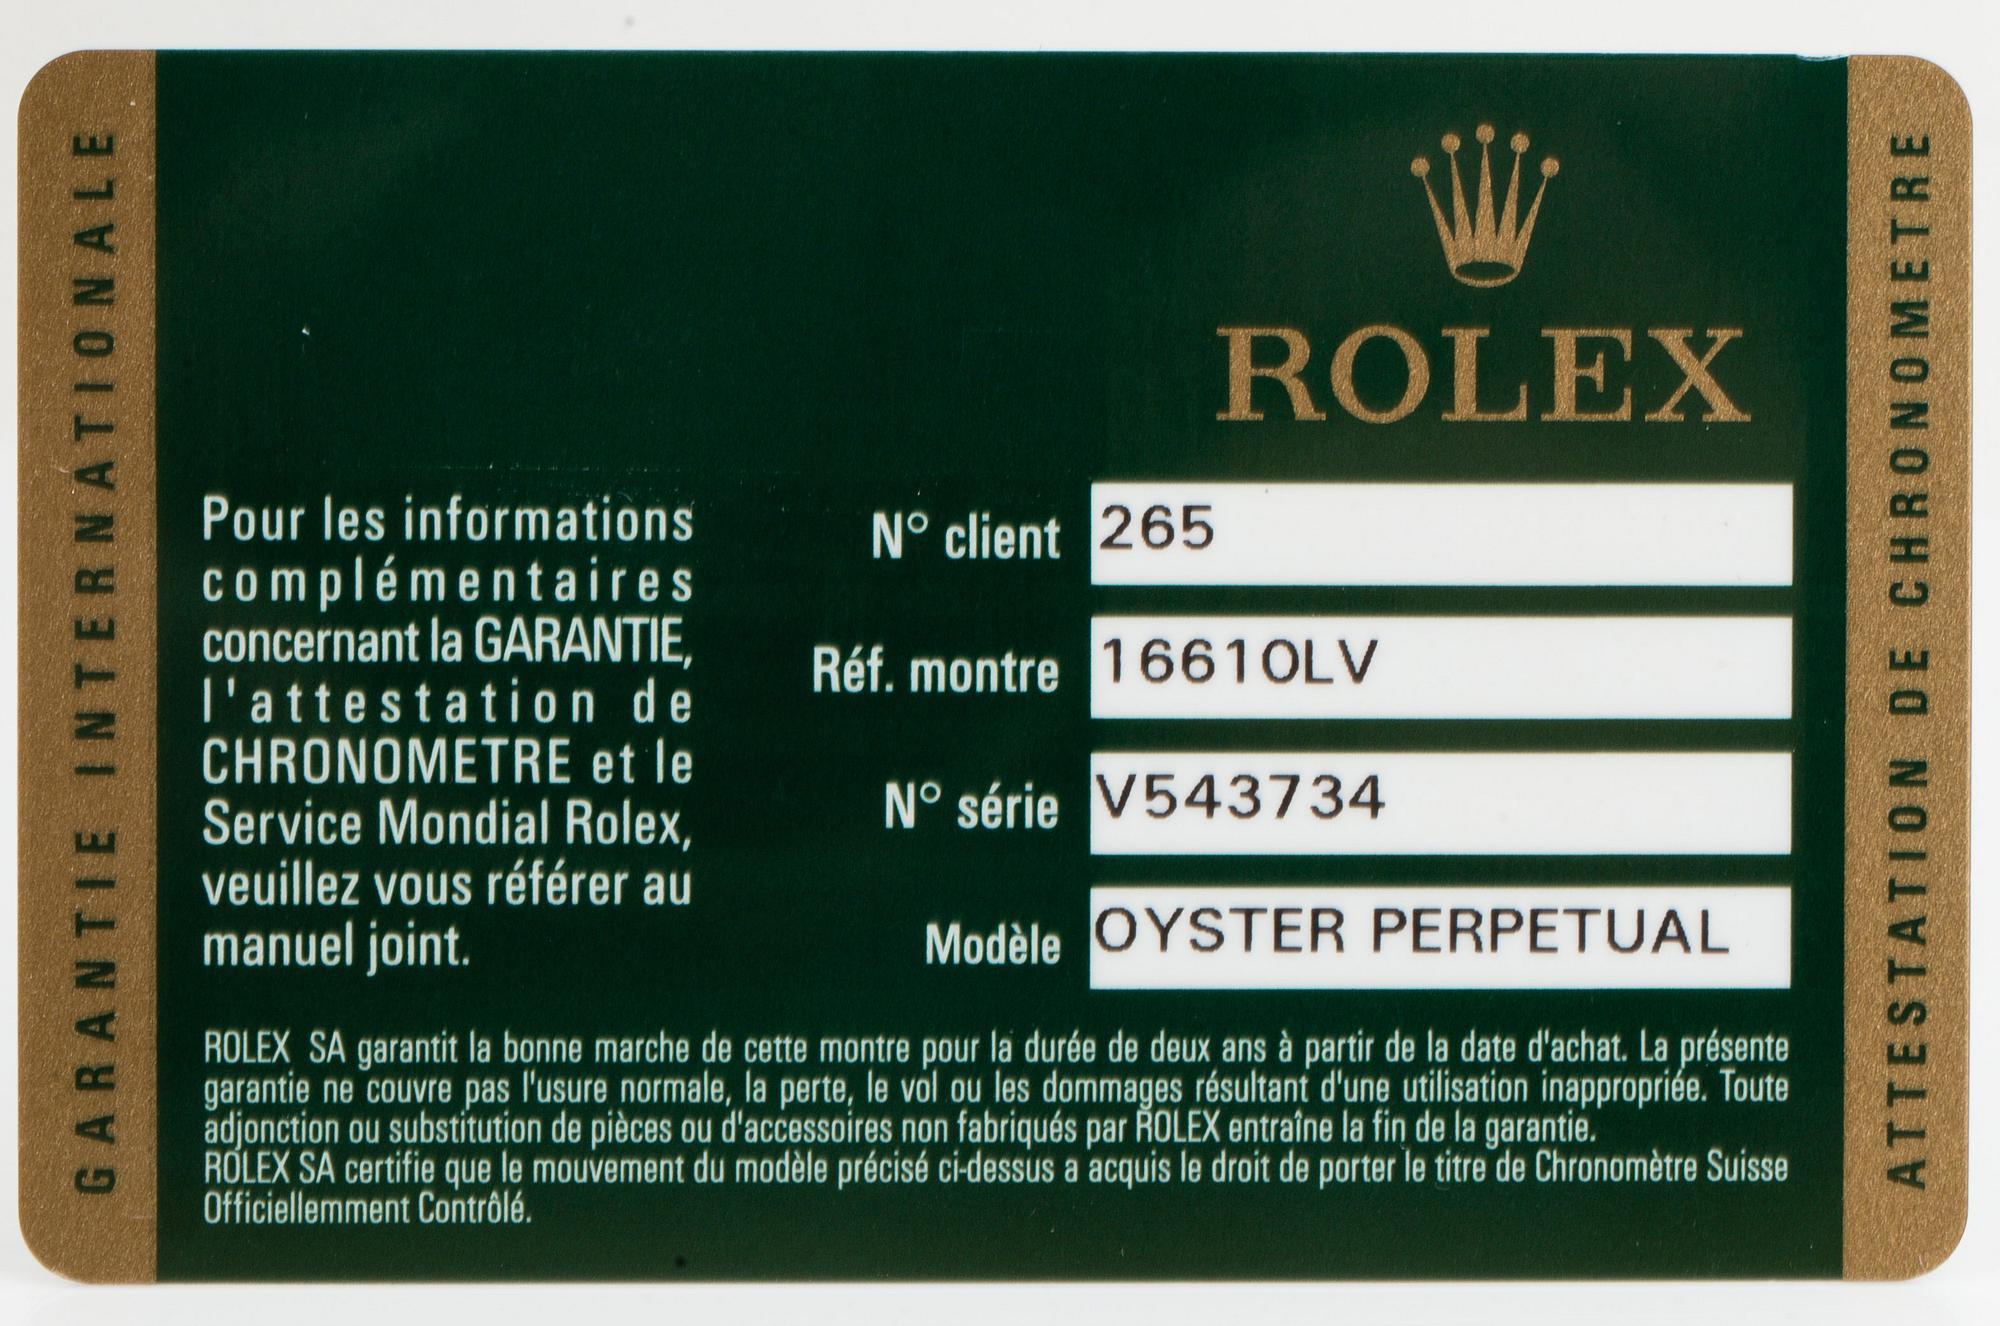 GARANTIE INTERNATIONALE
ROLEX
Pour les informations
complémentaires
concernant la GARANTIE,
l'attestation de
CHRONOMETRE et le
Service Mondial Rolex,
veuillez vous référer au
manuel joint.
N° client 265
Réf. montre 16610LV
N° série V543734
Modèle OYSTER PERPETUAL
ROLEX SA garantit la bonne marche de cette montre pour la durée de deux ans à partir de la date d'achat. La présente
garantie ne couvre pas l'usure normale, la perte, le vol ou les dommages résultant d'une utilisation inappropriée. Toute
adjonction ou substitution de pièces ou d'accessoires non fabriqués par ROLEX entraîne la fin de la garantie.
ROLEX SA certifie que le mouvement du modèle précisé ci-dessus a acquis le droit de porter le titre de Chronomètre Suisse
Officiellemment Contrôlé.
ATTESTATION DE CHRONOMETRE